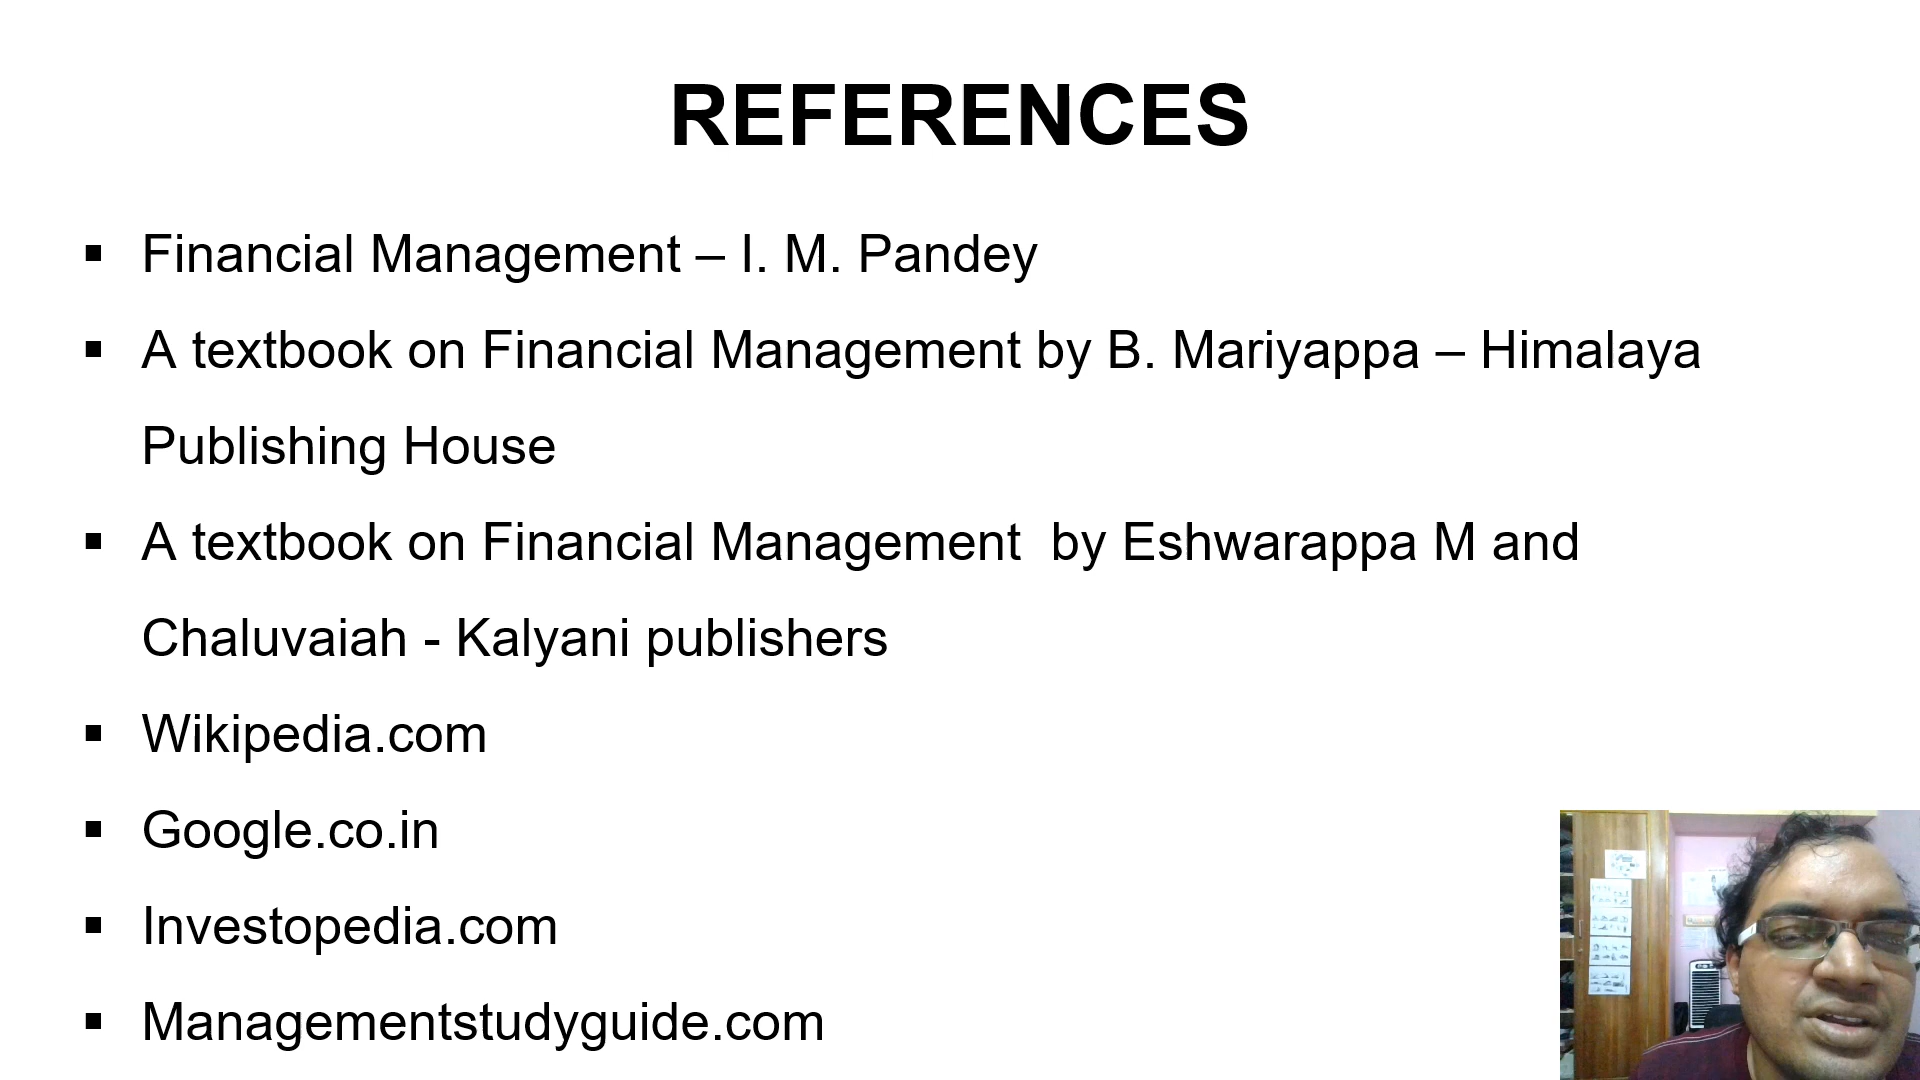 REFERENCES
▪ Financial Management – I. M. Pandey
▪ A textbook on Financial Management by B. Mariyappa – Himalaya
Publishing House
▪ A textbook on Financial Management  by Eshwarappa M and
Chaluvaiah - Kalyani publishers
▪ Wikipedia.com
▪ Google.co.in
▪ Investopedia.com
▪ Managementstudyguide.com